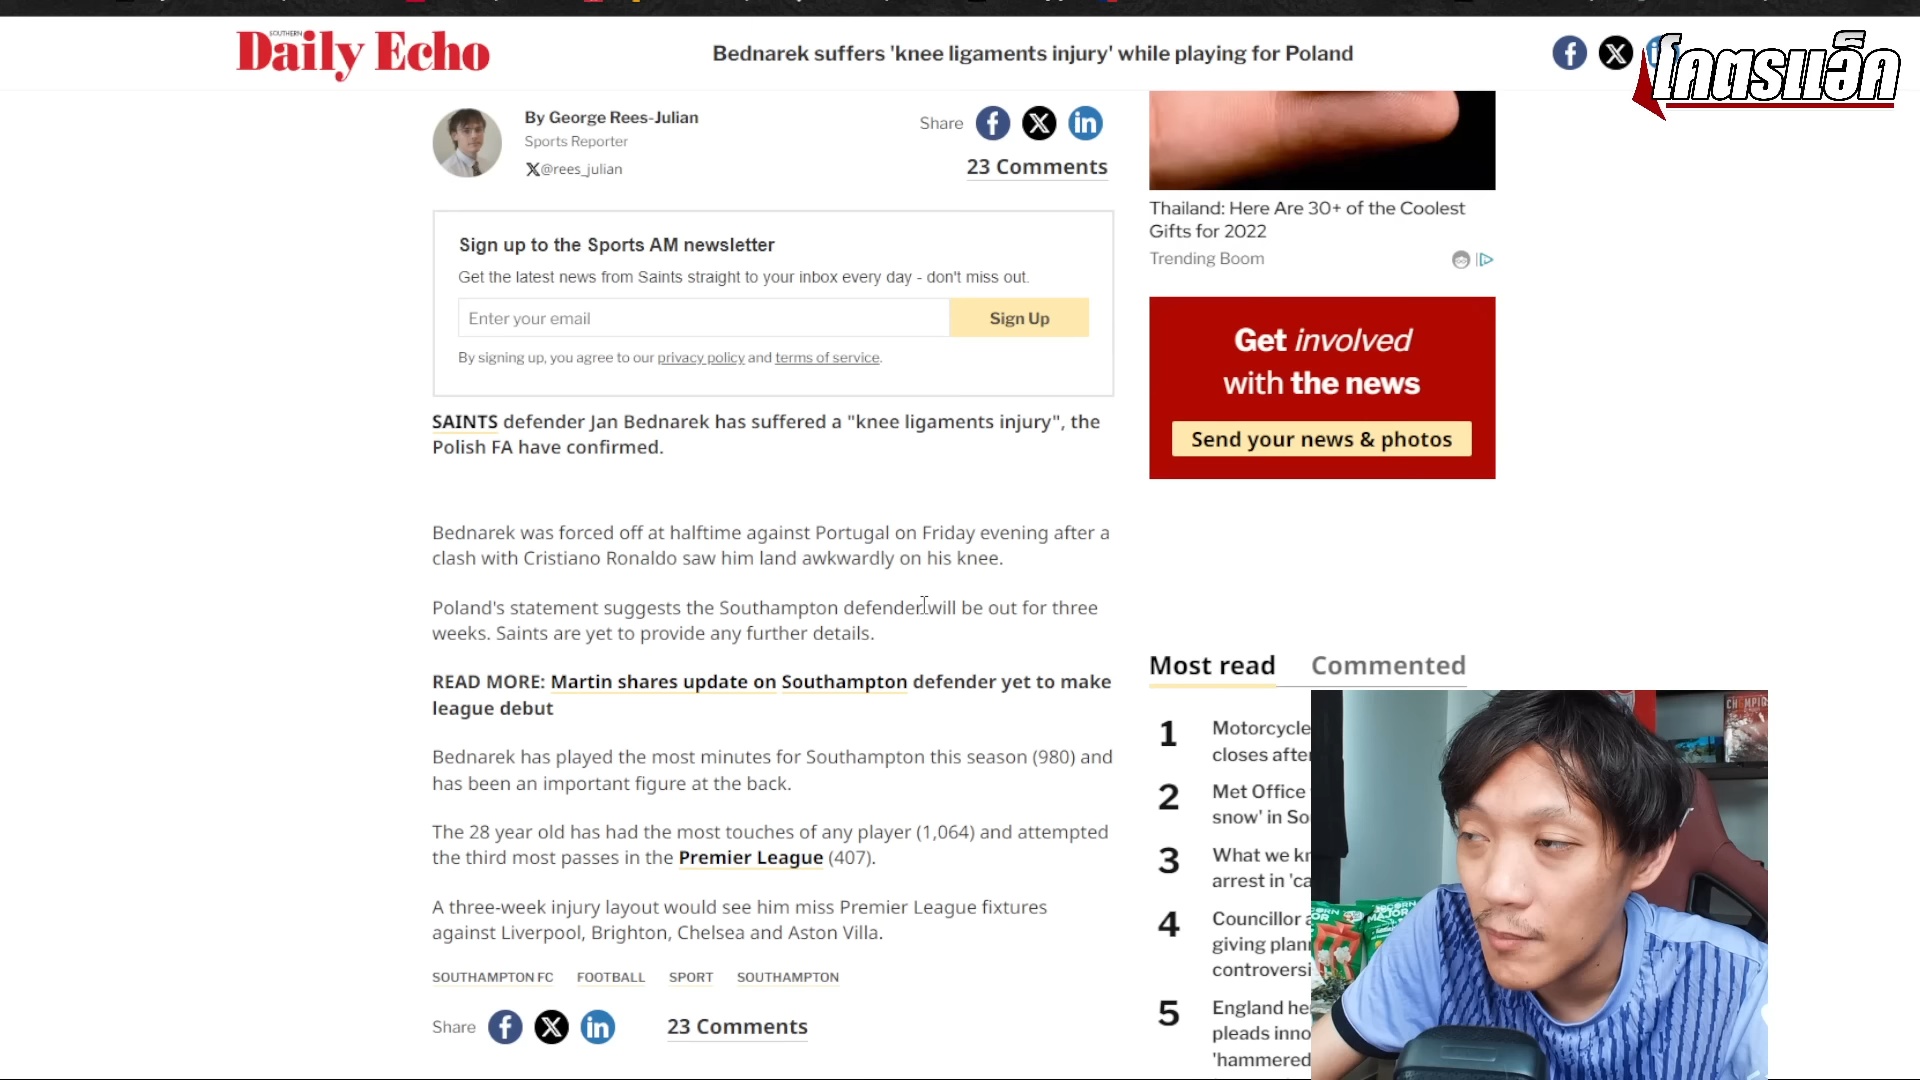 SOUTHERN
Daily Echo
Bednarek suffers 'knee ligaments injury' while playing for Poland
โคตรแอ็ค
By George Rees-Julian
Sports Reporter
@rees_julian
Share
23 Comments
Sign up to the Sports AM newsletter
Get the latest news from Saints straight to your inbox every day - don't miss out.
Enter your email
Sign Up
By signing up, you agree to our privacy policy and terms of service.
SAINTS defender Jan Bednarek has suffered a "knee ligaments injury", the
Polish FA have confirmed.
Bednarek was forced off at halftime against Portugal on Friday evening after a
clash with Cristiano Ronaldo saw him land awkwardly on his knee.
Poland's statement suggests the Southampton defender will be out for three
weeks. Saints are yet to provide any further details.
READ MORE: Martin shares update on Southampton defender yet to make
league debut
Bednarek has played the most minutes for Southampton this season (980) and
has been an important figure at the back.
The 28 year old has had the most touches of any player (1,064) and attempted
the third most passes in the Premier League (407).
A three-week injury layout would see him miss Premier League fixtures
against Liverpool, Brighton, Chelsea and Aston Villa.
SOUTHAMPTON FC FOOTBALL SPORT SOUTHAMPTON
Share
23 Comments
Thailand: Here Are 30+ of the Coolest
Gifts for 2022
Trending Boom
Get involved
with the news
Send your news & photos
Most read Commented
1 Motorcycle
closes after
2 Met Office
snow' in So
3 What we kn
arrest in 'ca
4 Councillor
giving plan
controversi
5 England he
pleads inno
'hammered